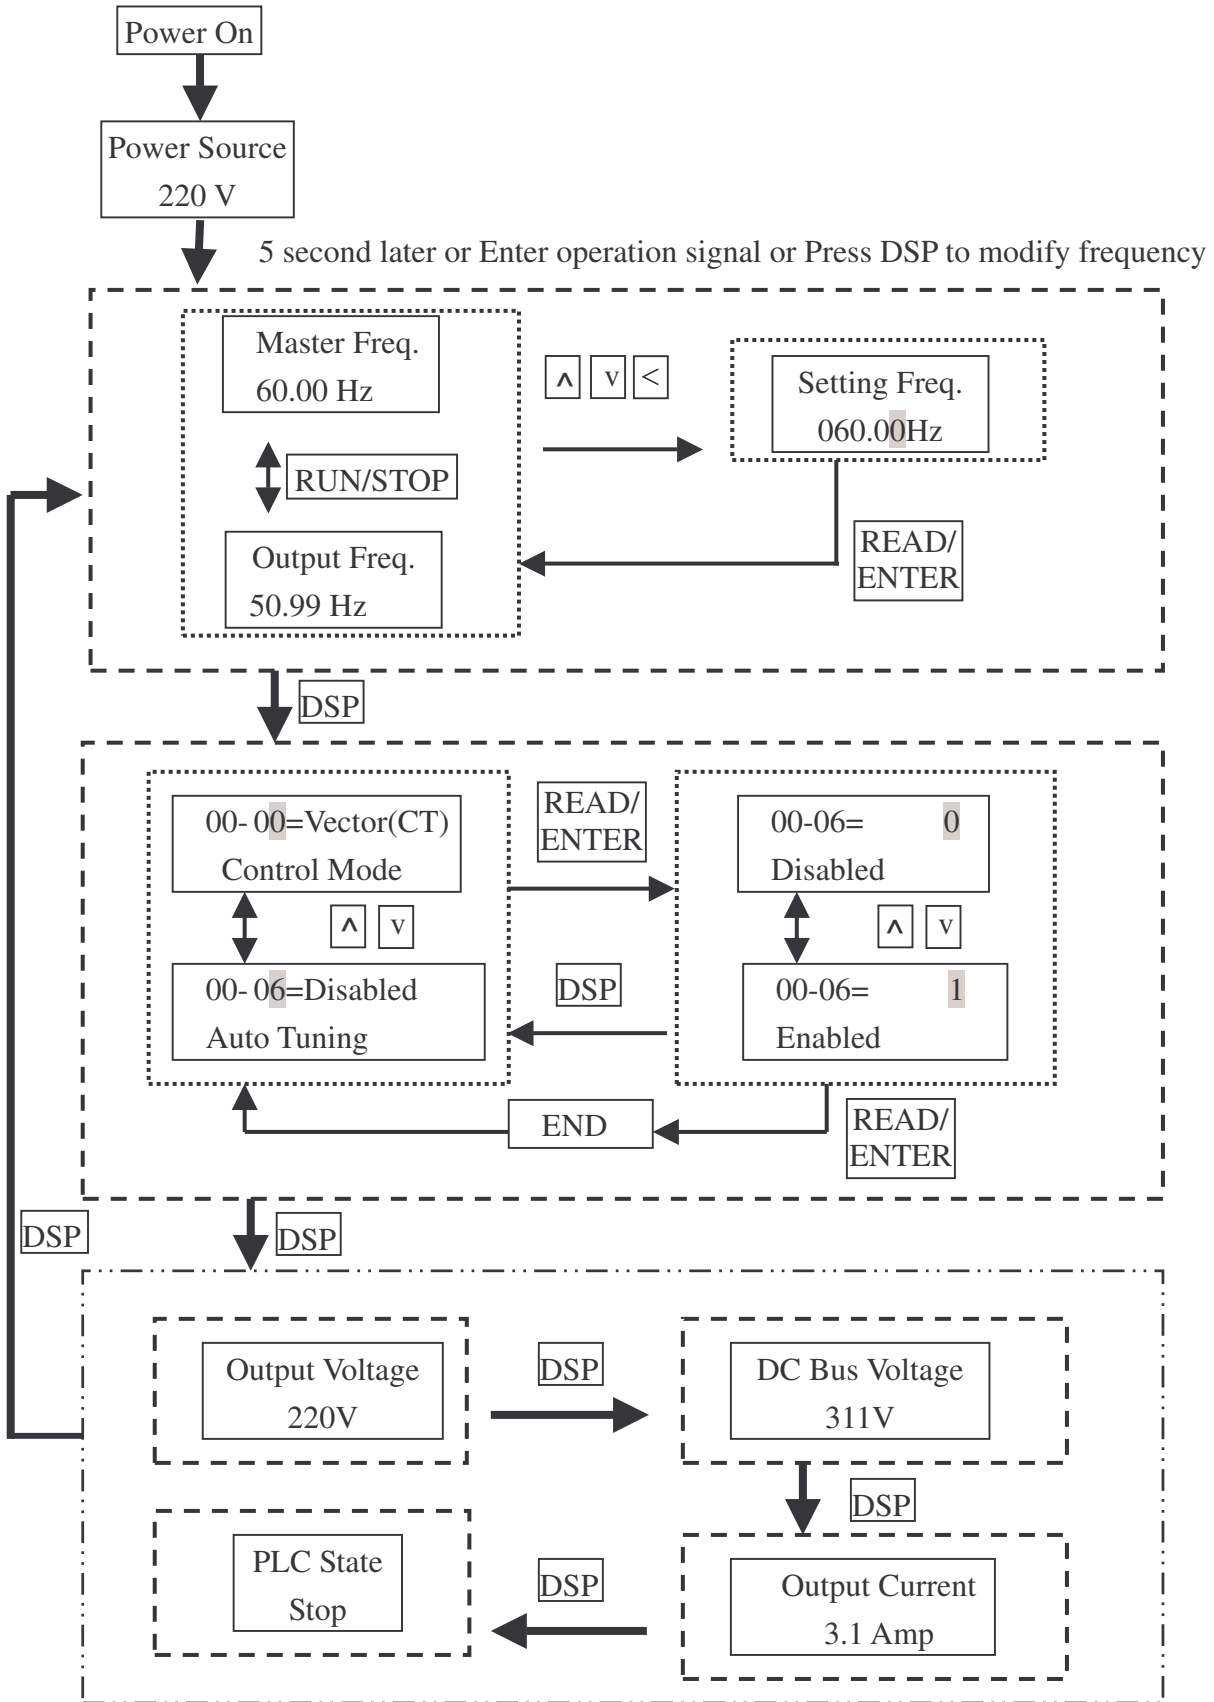 Power On
Power Source
220 V
5 second later or Enter operation signal or Press DSP to modify frequency
Master Freq.
60.00 Hz
^ v <
Setting Freq.
060.00Hz
RUN/STOP
Output Freq.
50.99 Hz
READ/
ENTER
DSP
00- 00=Vector(CT)
Control Mode
READ/
ENTER
00-06= 0
Disabled
^ v
^ v
00- 06=Disabled
Auto Tuning
DSP
00-06= 1
Enabled
END
READ/
ENTER
DSP
DSP
Output Voltage
220V
DSP
DC Bus Voltage
311V
DSP
PLC State
Stop
DSP
Output Current
3.1 Amp